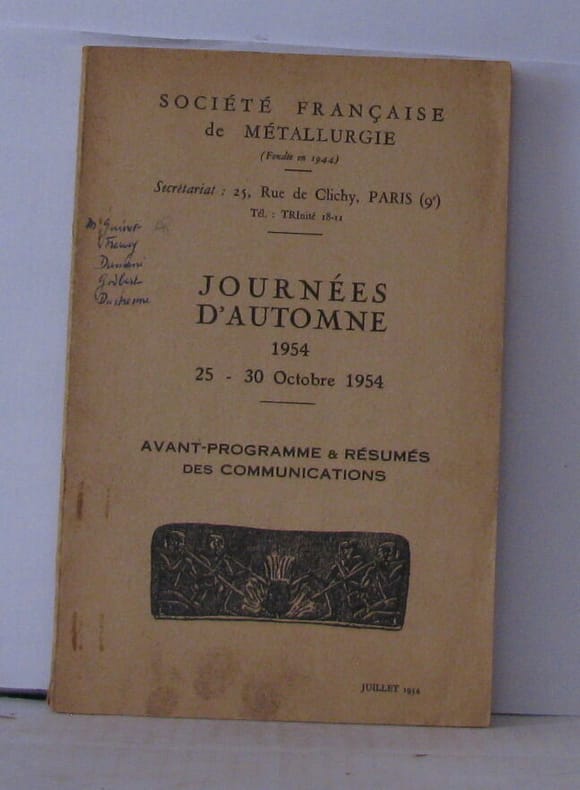 SOCIÉTÉ FRANÇAISE
de MÉTALLURGIE
(Fondée en 1944)
Secrétariat : 25, Rue de Clichy, PARIS (9e)
Tél. : TRInité 18-11
JOURNÉES
D'AUTOMNE
1954
25 - 30 Octobre 1954
AVANT-PROGRAMME & RÉSUMÉS
DES COMMUNICATIONS
JUILLET 1954